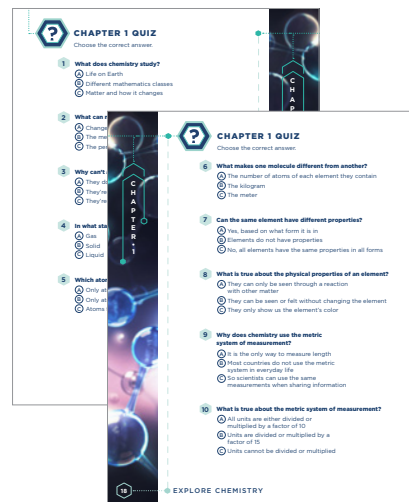 ?
CHAPTER 1 QUIZ
Choose the correct answer.
1 What does chemistry study?
A Life on Earth
B Different mathematics classes
C Matter and how it changes
2 What can
A Change
B The
C The
3 Why can't
A They
B They're
C They're
4 In what
A Gas
B Solid
C Liquid
5 Which
A Only
B Only
C Atoms
CHAPTER • 1
?
CHAPTER 1 QUIZ
Choose the correct answer.
6 What makes one molecule different from another?
A The number of atoms of each element they contain
B The kilogram
C The meter
7 Can the same element have different properties?
A Yes, based on what form it is in
B Elements do not have properties
C No, all elements have the same properties in all forms
8 What is true about the physical properties of an element?
A They can only be seen through a reaction
with other matter
B They can be seen or felt without changing the element
C They only show us the element's color
9 Why does chemistry use the metric
system of measurement?
A It is the only way to measure length
B Most countries do not use the metric
system in everyday life
C So scientists can use the same
measurements when sharing information
10 What is true about the metric system of measurement?
A All units are either divided or
multiplied by a factor of 10
B Units are divided or multiplied by a
factor of 15
C Units cannot be divided or multiplied
18 EXPLORE CHEMISTRY